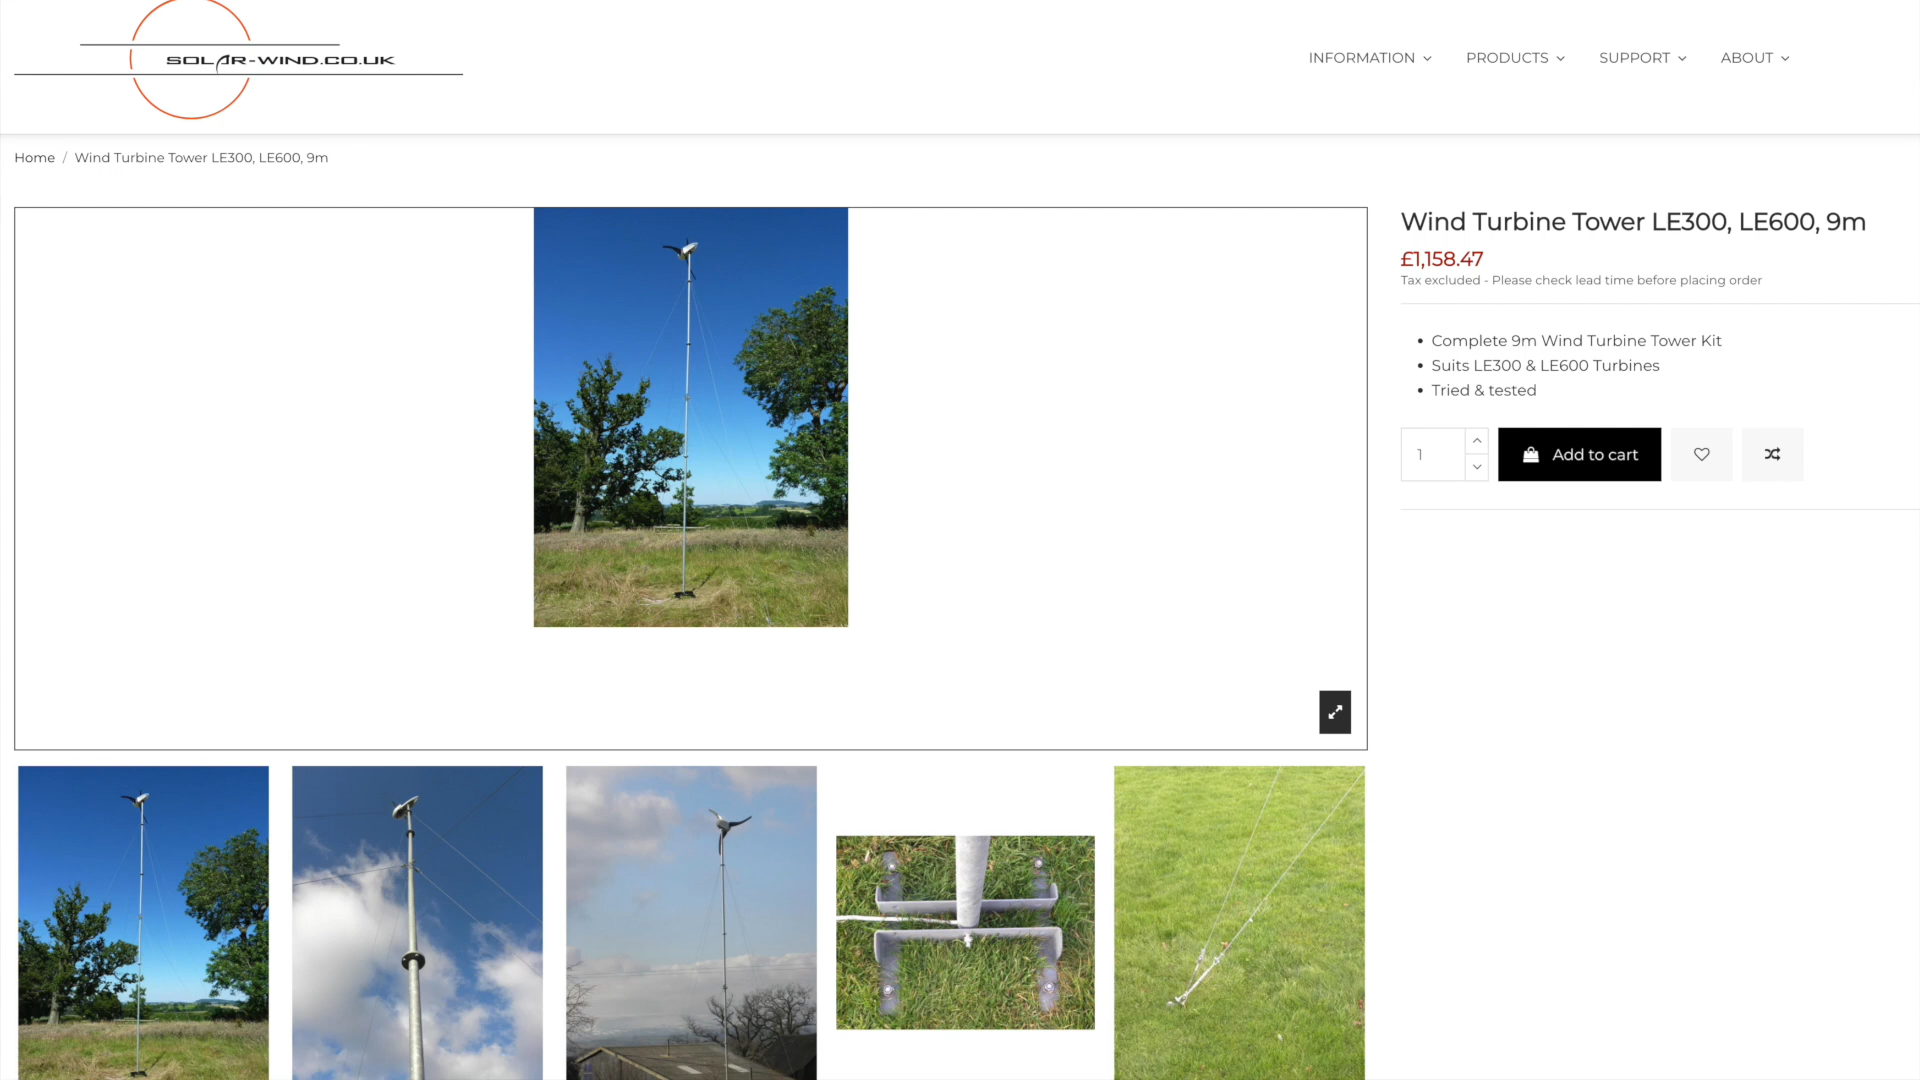 SOLAR-WIND.CO.UK
INFORMATION PRODUCTS SUPPORT ABOUT
Home / Wind Turbine Tower LE300, LE600, 9m
Wind Turbine Tower LE300, LE600, 9m
£1,158.47
Tax excluded - Please check lead time before placing order
• Complete 9m Wind Turbine Tower Kit
• Suits LE300 & LE600 Turbines
• Tried & tested
1
Add to cart